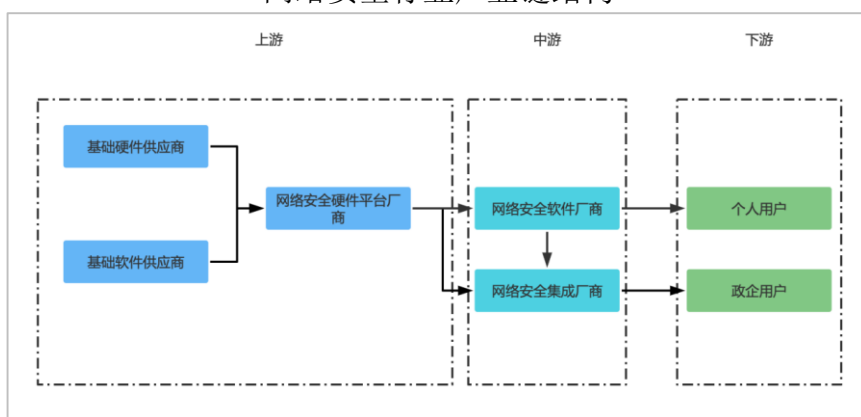 上游
中游
下游
基础硬件供应商
网络安全硬件平台厂
商
网络安全软件厂商
个人用户
基础软件供应商
网络安全集成厂商
政企用户